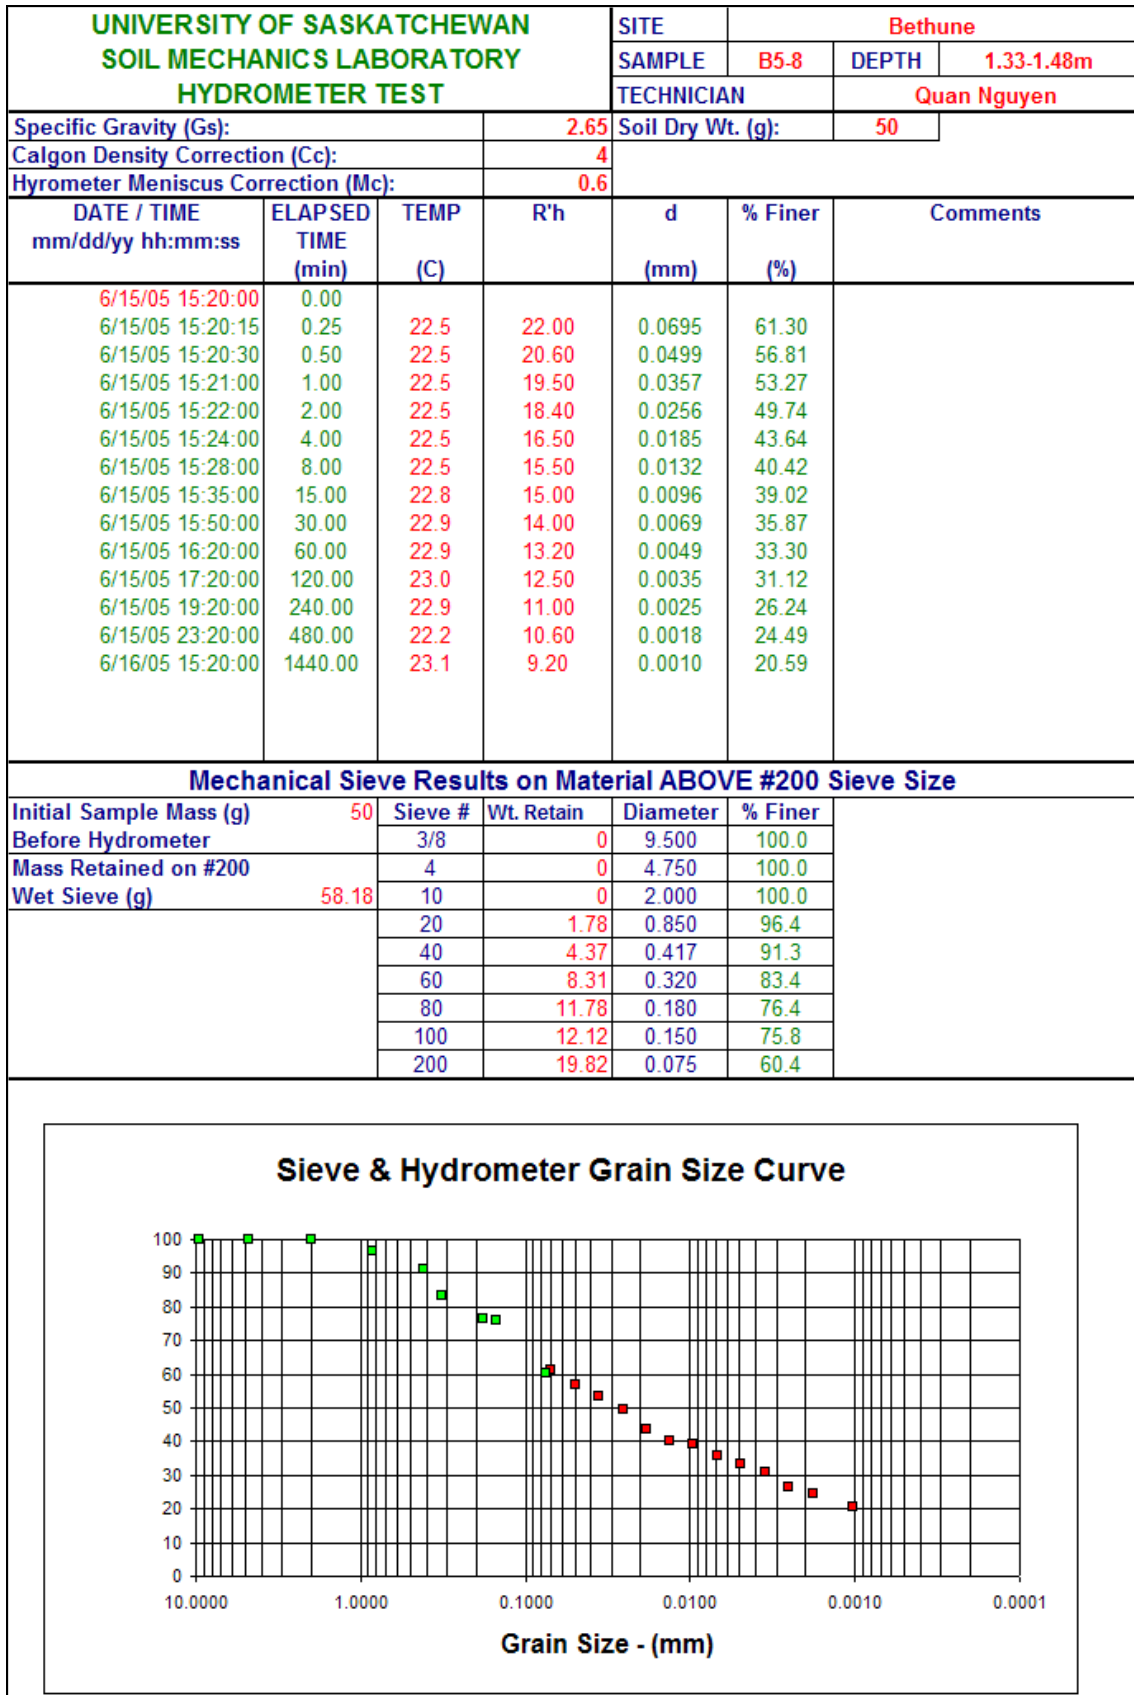 UNIVERSITY OF SASKATCHEWAN
SOIL MECHANICS LABORATORY
HYDROMETER TEST
SITE Bethune
SAMPLE B5-8 DEPTH 1.33-1.48m
TECHNICIAN Quan Nguyen
Specific Gravity (Gs): 2.65 Soil Dry Wt. (g): 50
Calgon Density Correction (Cc): 4
Hyrometer Meniscus Correction (Mc): 0.6
DATE / TIME ELAPSED TEMP R'h d % Finer Comments
mm/dd/yy hh:mm:ss TIME
(min) (C) (mm) (%)
6/15/05 15:20:00 0.00
6/15/05 15:20:15 0.25 22.5 22.00 0.0695 61.30
6/15/05 15:20:30 0.50 22.5 20.60 0.0499 56.81
6/15/05 15:21:00 1.00 22.5 19.50 0.0357 53.27
6/15/05 15:22:00 2.00 22.5 18.40 0.0256 49.74
6/15/05 15:24:00 4.00 22.5 16.50 0.0185 43.64
6/15/05 15:28:00 8.00 22.5 15.50 0.0132 40.42
6/15/05 15:35:00 15.00 22.8 15.00 0.0096 39.02
6/15/05 15:50:00 30.00 22.9 14.00 0.0069 35.87
6/15/05 16:20:00 60.00 22.9 13.20 0.0049 33.30
6/15/05 17:20:00 120.00 23.0 12.50 0.0035 31.12
6/15/05 19:20:00 240.00 22.9 11.00 0.0025 26.24
6/15/05 23:20:00 480.00 22.2 10.60 0.0018 24.49
6/16/05 15:20:00 1440.00 23.1 9.20 0.0010 20.59
Mechanical Sieve Results on Material ABOVE #200 Sieve Size
Initial Sample Mass (g) 50 Sieve # Wt. Retain Diameter % Finer
Before Hydrometer 3/8 0 9.500 100.0
Mass Retained on #200 4 0 4.750 100.0
Wet Sieve (g) 58.18 10 0 2.000 100.0
20 1.78 0.850 96.4
40 4.37 0.417 91.3
60 8.31 0.320 83.4
80 11.78 0.180 76.4
100 12.12 0.150 75.8
200 19.82 0.075 60.4
Sieve & Hydrometer Grain Size Curve
100
90
80
70
60
50
40
30
20
10
0
10.0000 1.0000 0.1000 0.0100 0.0010 0.0001
Grain Size - (mm)